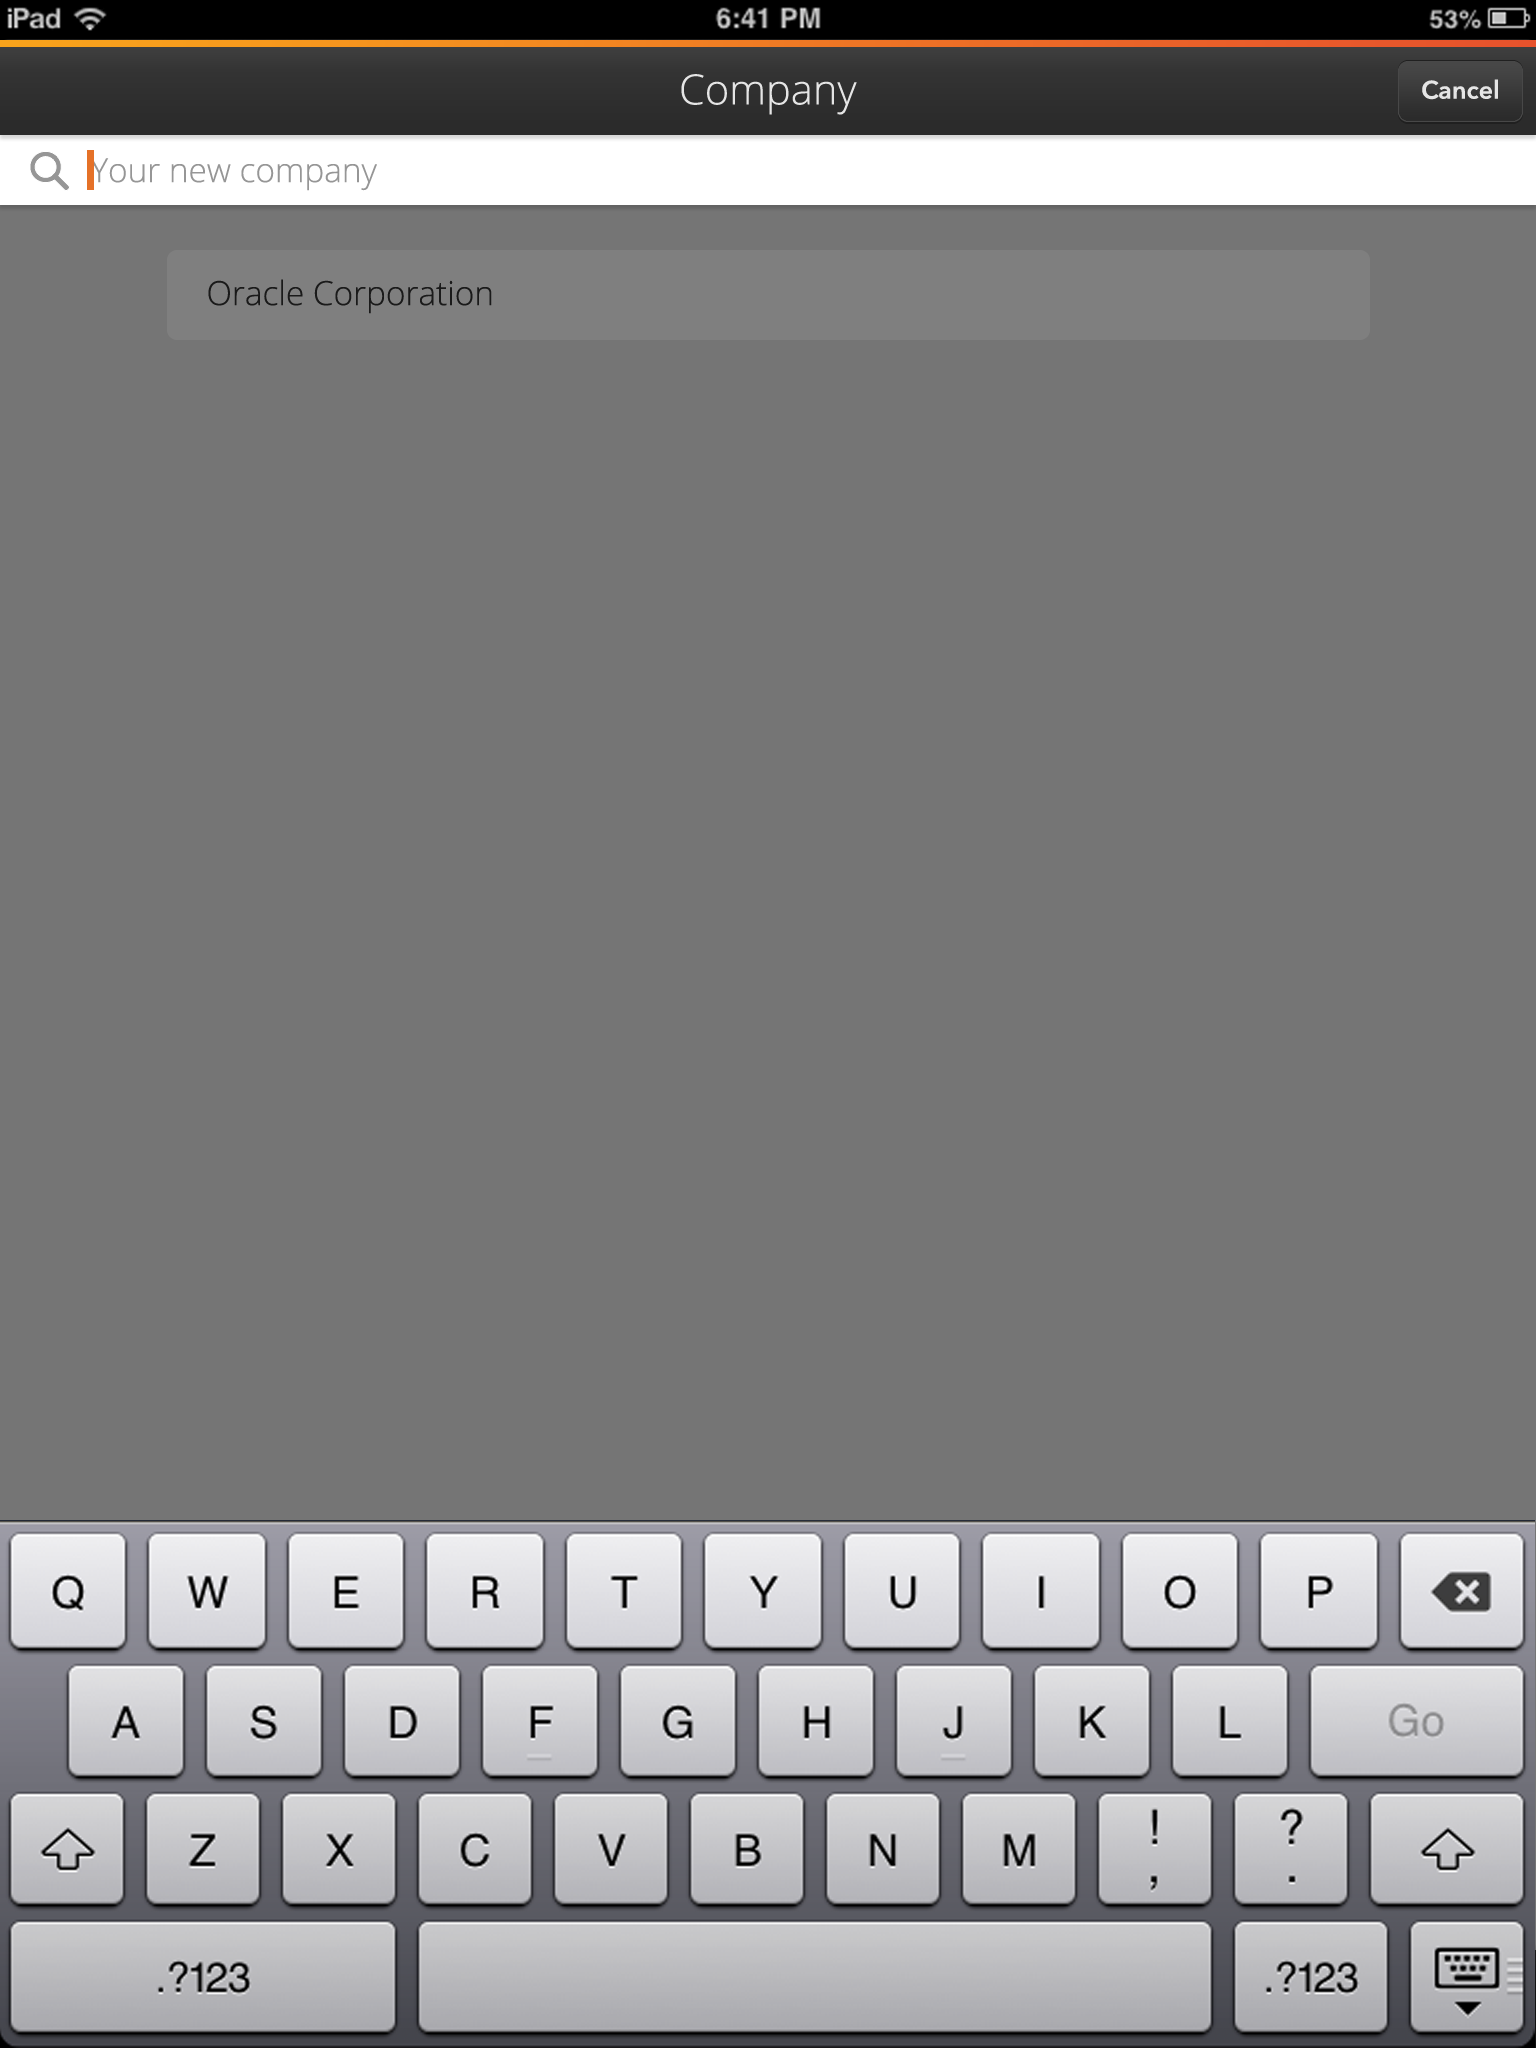 iPad 6:41 PM 53%
Company Cancel
Your new company
Oracle Corporation
Q W E R T Y U I O P
A S D F G H J K L Go
Z X C V B N M ! , ? .
.?123 .?123